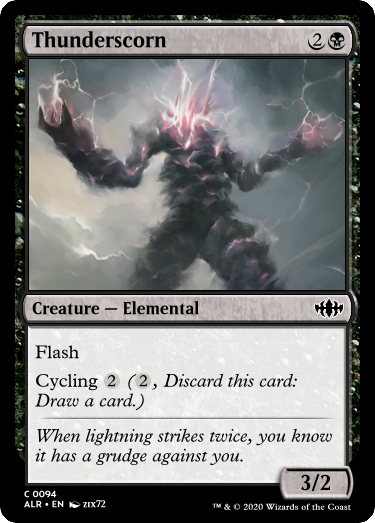 Thunderscorn 2
Creature — Elemental
Flash
Cycling 2 (2, Discard this card:
Draw a card.)
When lightning strikes twice, you know
it has a grudge against you.
3/2
C 0094
ALR • EN zix72
™ & © 2020 Wizards of the Coast